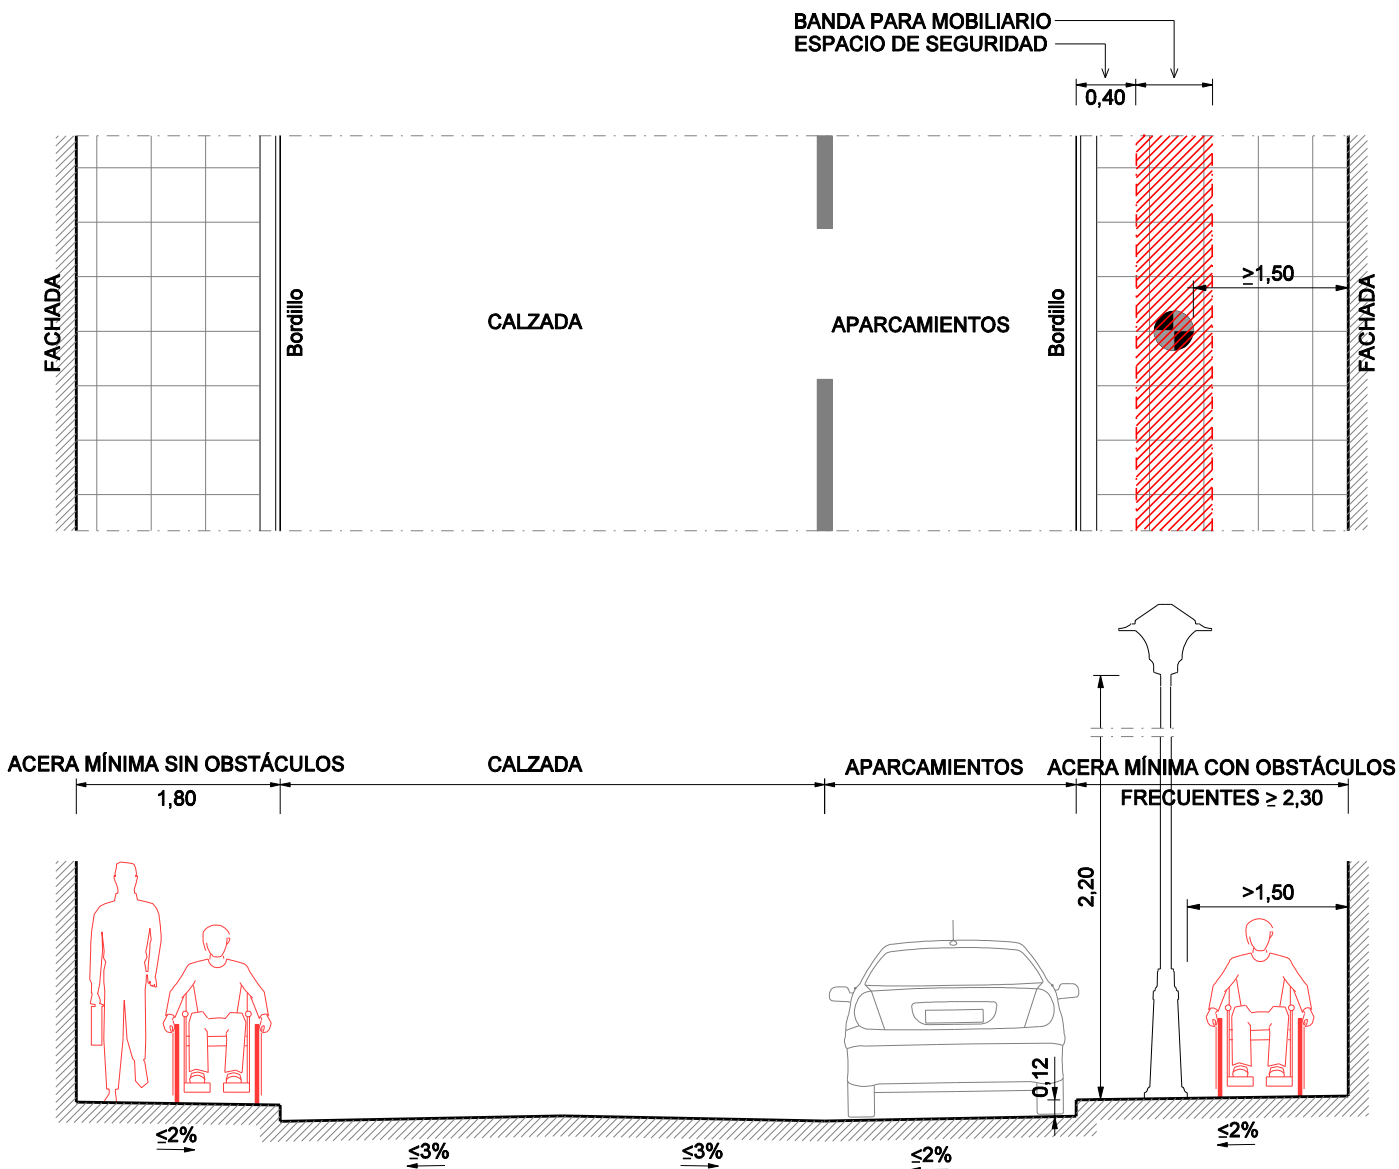 BANDA PARA MOBILIARIO
ESPACIO DE SEGURIDAD
0,40
FACHADA
Bordillo
CALZADA
APARCAMIENTOS
Bordillo
≥1,50
FACHADA
ACERA MÍNIMA SIN OBSTÁCULOS
1,80
CALZADA
APARCAMIENTOS
ACERA MÍNIMA CON OBSTÁCULOS
FRECUENTES ≥ 2,30
2,20
>1,50
0,12
≤2%
≤3%
≤3%
≤2%
≤2%